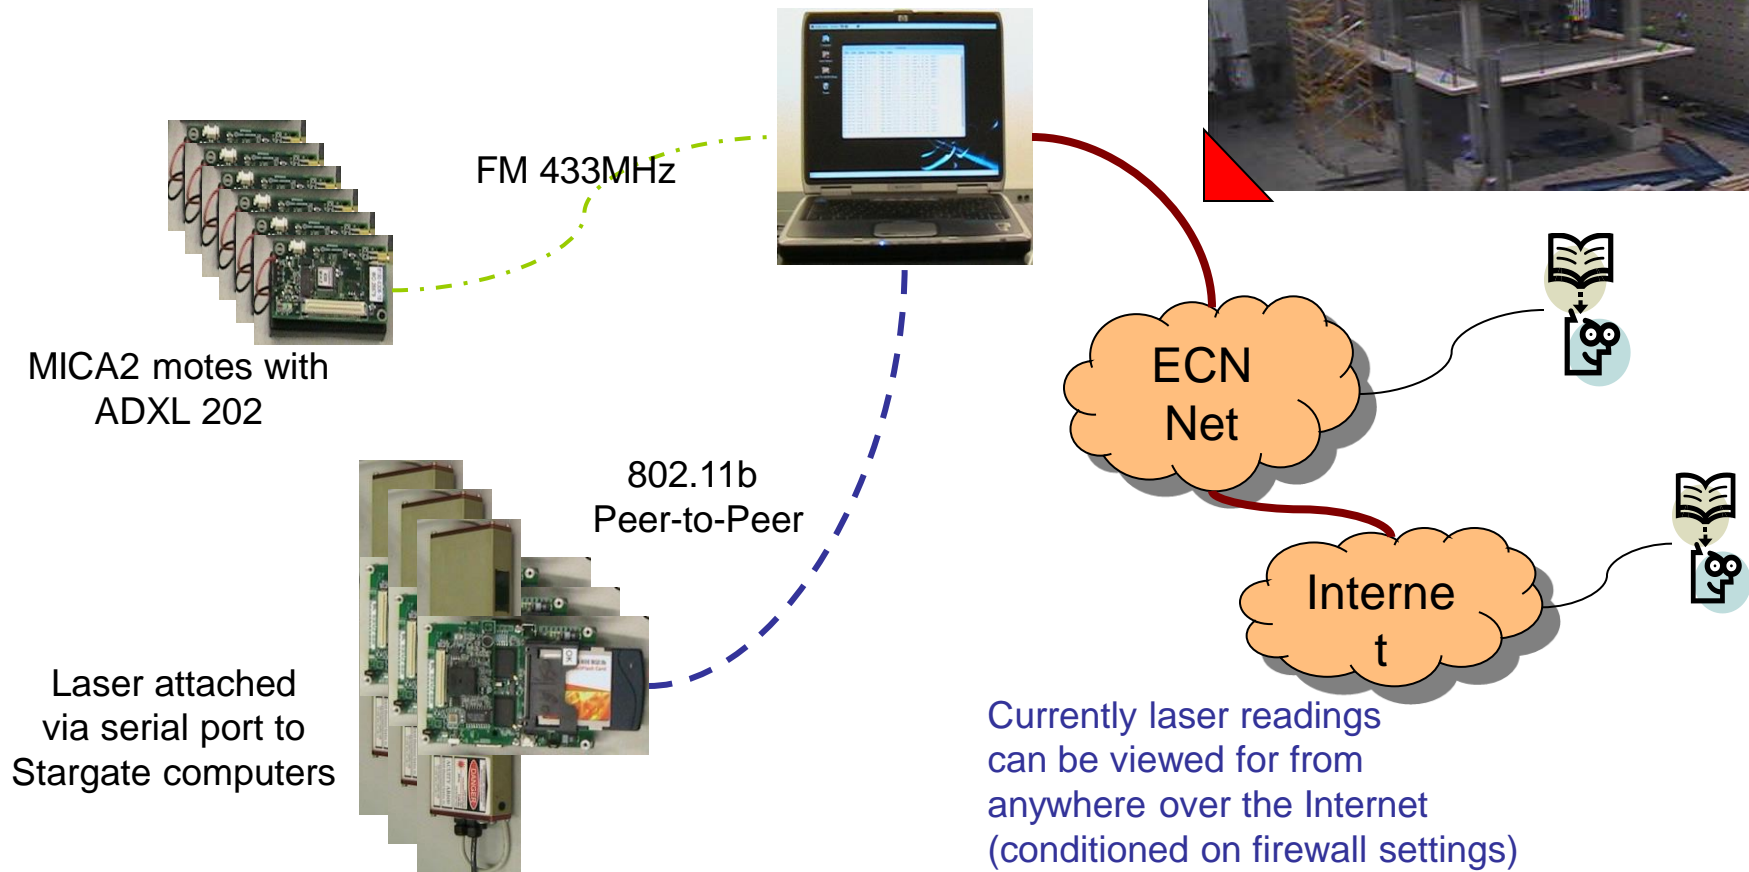 FM 433MHz
MICA2 motes with
ADXL 202
802.11b
Peer-to-Peer
Laser attached
via serial port to
Stargate computers
ECN
Net
Interne
t
Currently laser readings
can be viewed for from
anywhere over the Internet
(conditioned on firewall settings)
DANGER
OK